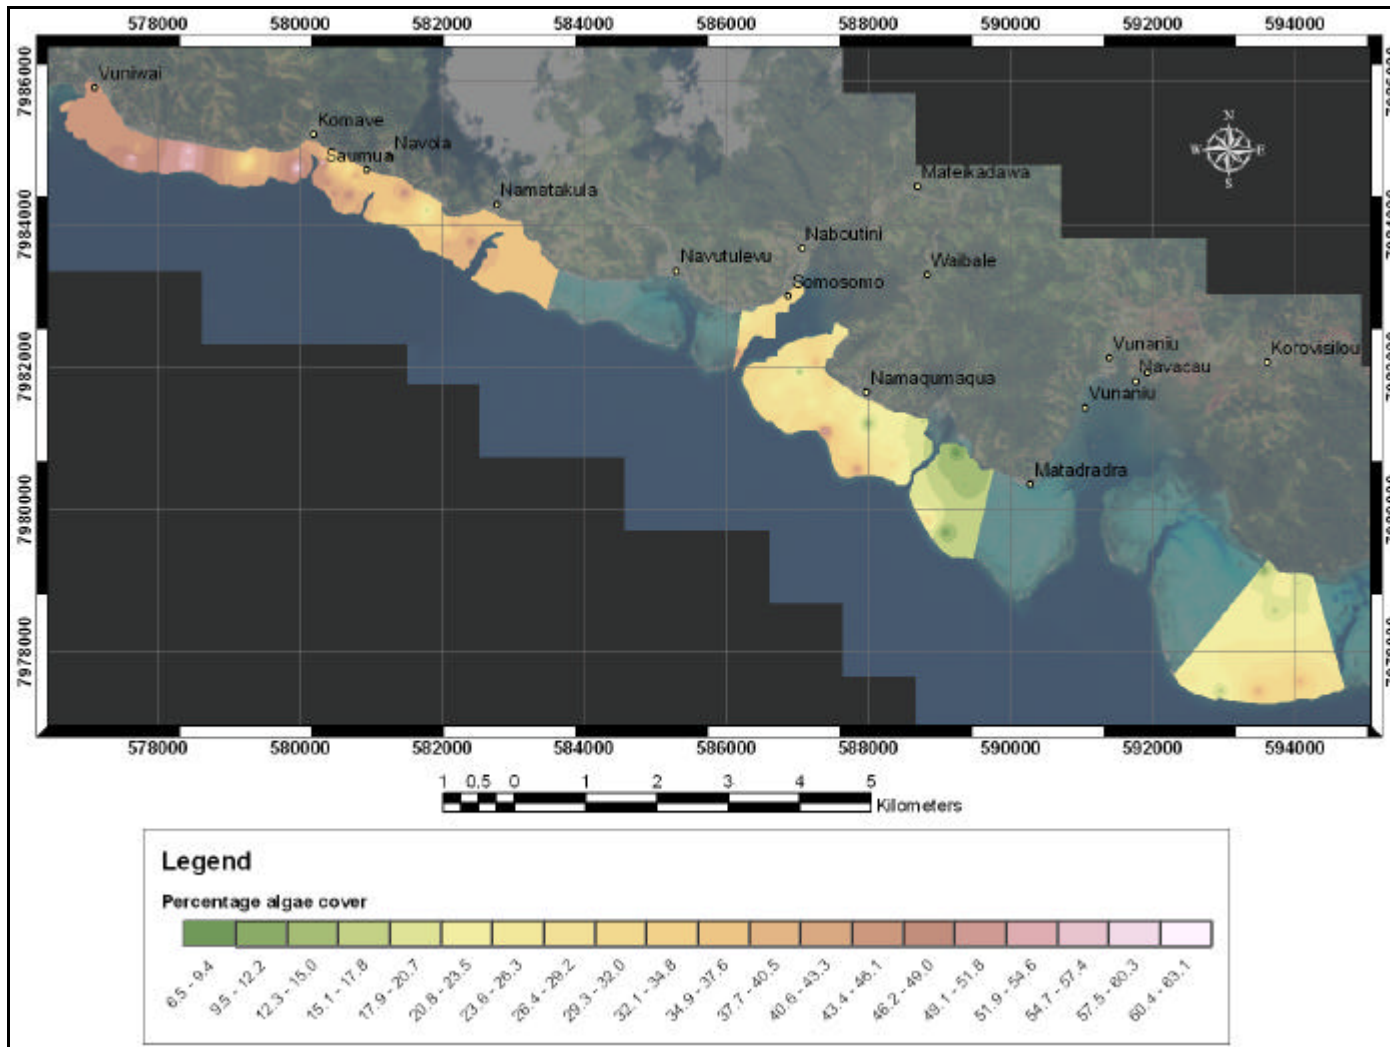 578000 580000 582000 584000 586000 588000 590000 592000 594000
7986000
7984000
7982000
7980000
7978000
Vuniwai
Komave
Navola
Saumua
Namatakula
Navutulevu
Naboutini
Somosomo
Mateikadawa
Waibale
N
W E
S
Vunaniu
Navacau
Korovisilou
Vunaniu
Namaqumaqua
Matadradra
578000 580000 582000 584000 586000 588000 590000 592000 594000
1 0.5 0 1 2 3 4 5
Kilometers
Legend
Percentage algae cover
6.5 - 9.4
9.5 - 12.2
12.3 - 15.0
15.1 - 17.8
17.9 - 20.7
20.8 - 23.5
23.6 - 26.3
26.4 - 29.2
29.3 - 32.0
32.1 - 34.8
34.9 - 37.6
37.7 - 40.5
40.6 - 43.3
43.4 - 46.1
46.2 - 49.0
49.1 - 51.8
51.9 - 54.6
54.7 - 57.4
57.5 - 60.3
60.4 - 63.1